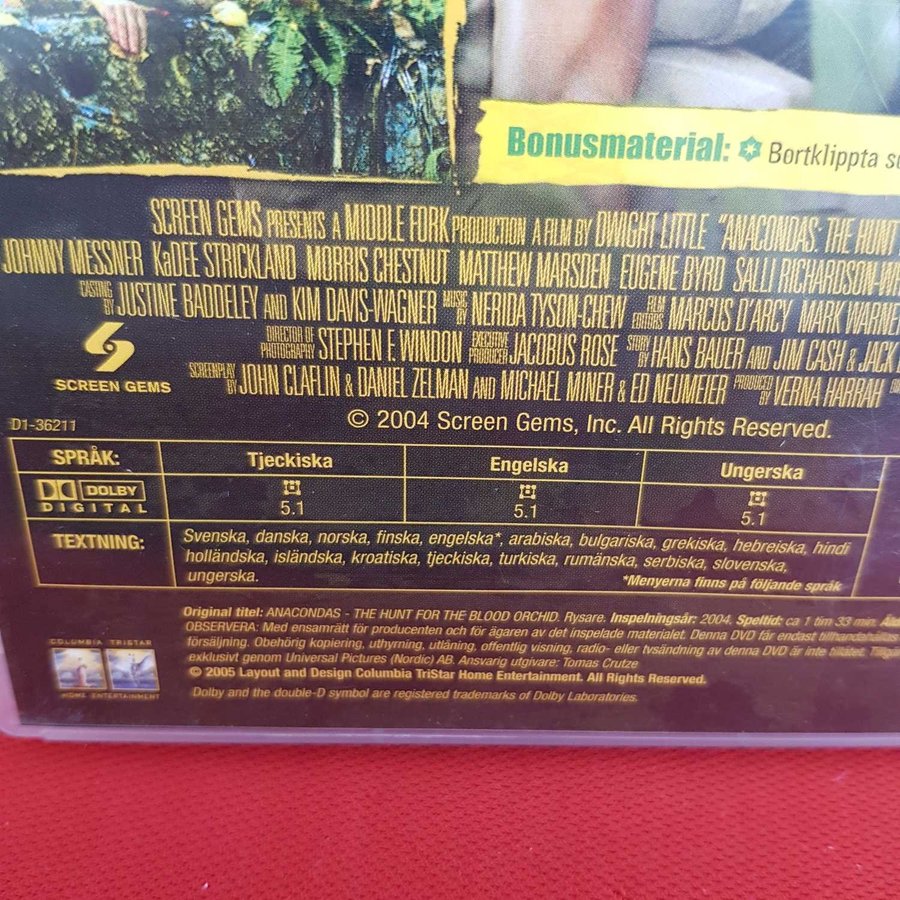 Bonusmaterial: Bortklippta
SCREEN GEMS PRESENTS A MIDDLE FORK PRODUCTION A FILM BY DWIGHT LITTLE "ANACONDAS: THE HUNT
JOHNNY MESSNER KaDEE STRICKLAND MORRIS CHESTNUT MATTHEW MARSDEN EUGENE BYRD SALLI RICHARDSON-WH
CASTING BY JUSTINE BADDELEY AND KIM DAVIS-WAGNER MUSIC BY NERIDA TYSON-CHEW FILM EDITORS MARCUS D'ARCY MARK WARNER
DIRECTOR OF PHOTOGRAPHY STEPHEN F. WINDON EXECUTIVE PRODUCER JACOBUS ROSE STORY BY HANS BAUER AND JIM CASH & JACK
SCREENPLAY BY JOHN CLAFLIN & DANIEL ZELMAN AND MICHAEL MINER & ED NEUMEIER PRODUCED BY VERNA HARRAH
SCREEN GEMS
© 2004 Screen Gems, Inc. All Rights Reserved.
D1-36211
SPRÅK: Tjeckiska Engelska Ungerska
DOLBY DIGITAL 5.1 5.1 5.1
TEXTNING: Svenska, danska, norska, finska, engelska*, arabiska, bulgariska, grekiska, hebreiska, hindi
holländska, isländska, kroatiska, tjeckiska, turkiska, rumänska, serbiska, slovenska,
ungerska. *Menyerna finns på följande språk
Original titel: ANACONDAS - THE HUNT FOR THE BLOOD ORCHID. Rysare. Inspelningsår: 2004. Speltid: ca 1 tim 33 min.
OBSERVERA: Med ensamrätt för producenten och för ägaren av det inspelade materialet. Denna DVD får endast tillhandahållas
försäljning. Obehörig kopiering, uthyrning, utlåning, offentlig visning, radio- eller tvsändning av denna DVD är inte tillåtet.
exklusivt genom Universal Pictures (Nordic) AB. Ansvarig utgivare: Tomas Crutze
© 2005 Layout and Design Columbia TriStar Home Entertainment. All Rights Reserved.
Dolby and the double-D symbol are registered trademarks of Dolby Laboratories.
COLUMBIA TRISTAR
HOME ENTERTAINMENT